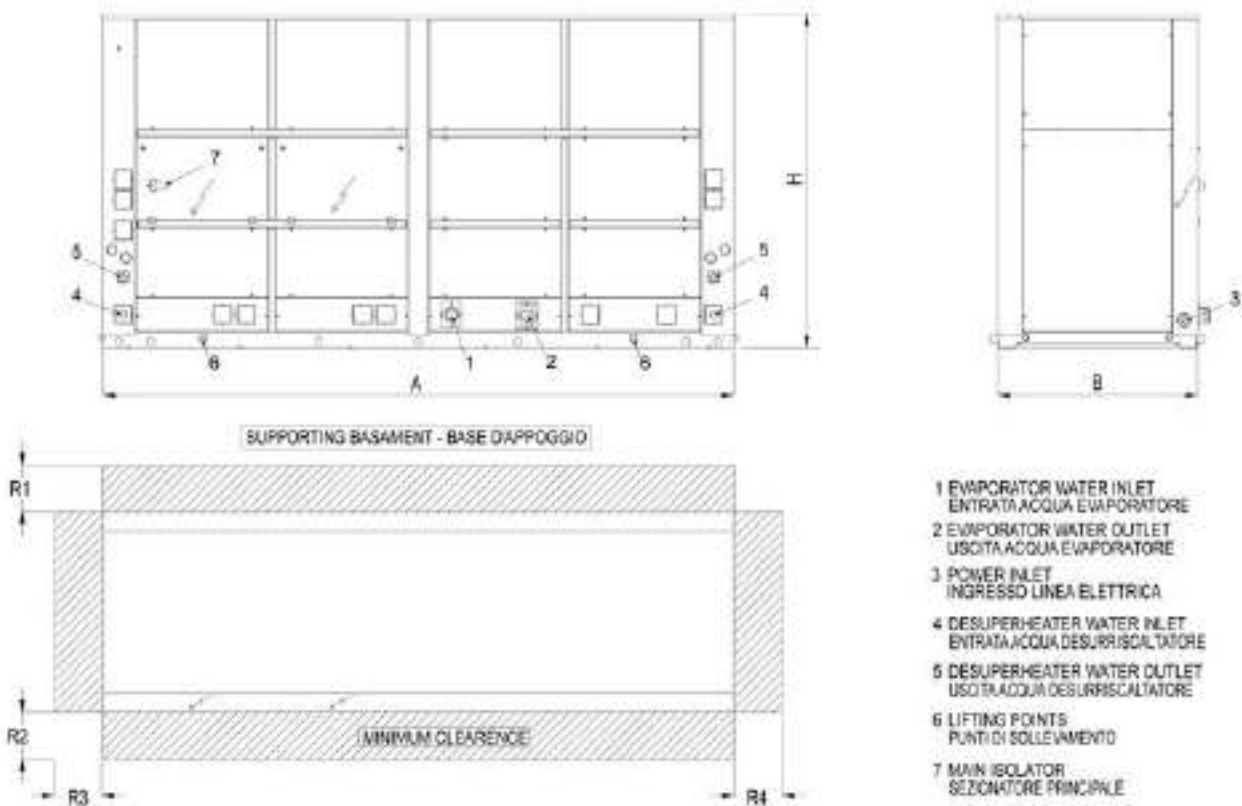 7
H
5
5
4
4
3
6
1
2
6
A
B
SUPPORTING BASAMENT - BASE D'APPOGGIO
R1
1 EVAPORATOR WATER INLET
ENTRATA ACQUA EVAPORATORE
2 EVAPORATOR WATER OUTLET
USCITA ACQUA EVAPORATORE
3 POWER INLET
INGRESSO LINEA ELETTRICA
4 DESUPERHEATER WATER INLET
ENTRATA ACQUA DESURRISCALTATORE
5 DESUPERHEATER WATER OUTLET
USCITA ACQUA DESURRISCALTATORE
6 LIFTING POINTS
PUNTI DI SOLLEVAMENTO
7 MAIN ISOLATOR
SEZIONATORE PRINCIPALE
R2
MINIMUM CLEARENCE
R3
R4